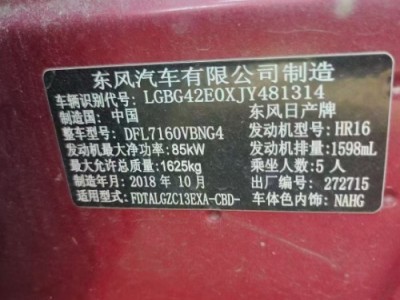 东风汽车有限公司制造
车辆识别代号: LGBG42E0XJY481314
制造国: 中国 东风日产牌
整车型号: DFL7160VBNG4 发动机型号: HR16
发动机最大净功率: 85kW 发动机排量: 1598mL
最大允许总质量: 1625kg 乘坐人数: 5 人
制造年月: 2018 年 10 月 出厂编号: 272715
适用型式: FDTALGZC13EXA-CBD- 车体色内饰: NAHG